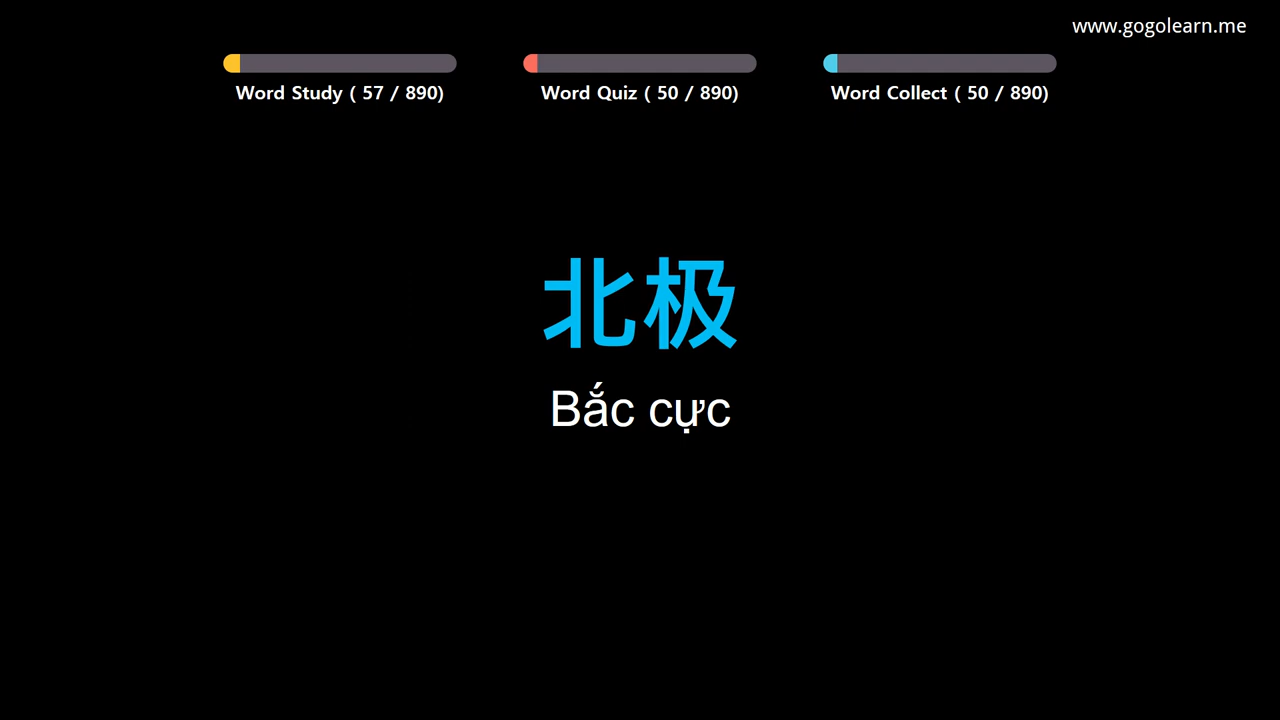 www.gogolearn.me
Word Study ( 57 / 890)
Word Quiz ( 50 / 890)
Word Collect ( 50 / 890)
北极
Bắc cực